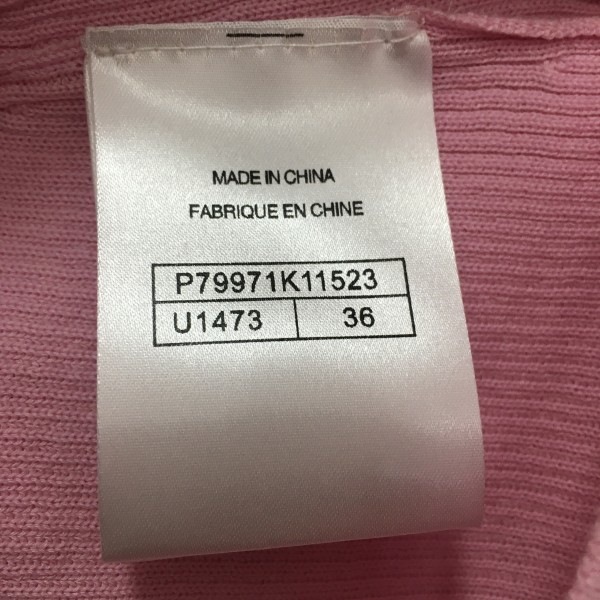 MADE IN CHINA
FABRIQUE EN CHINE
P79971K11523
U1473 36